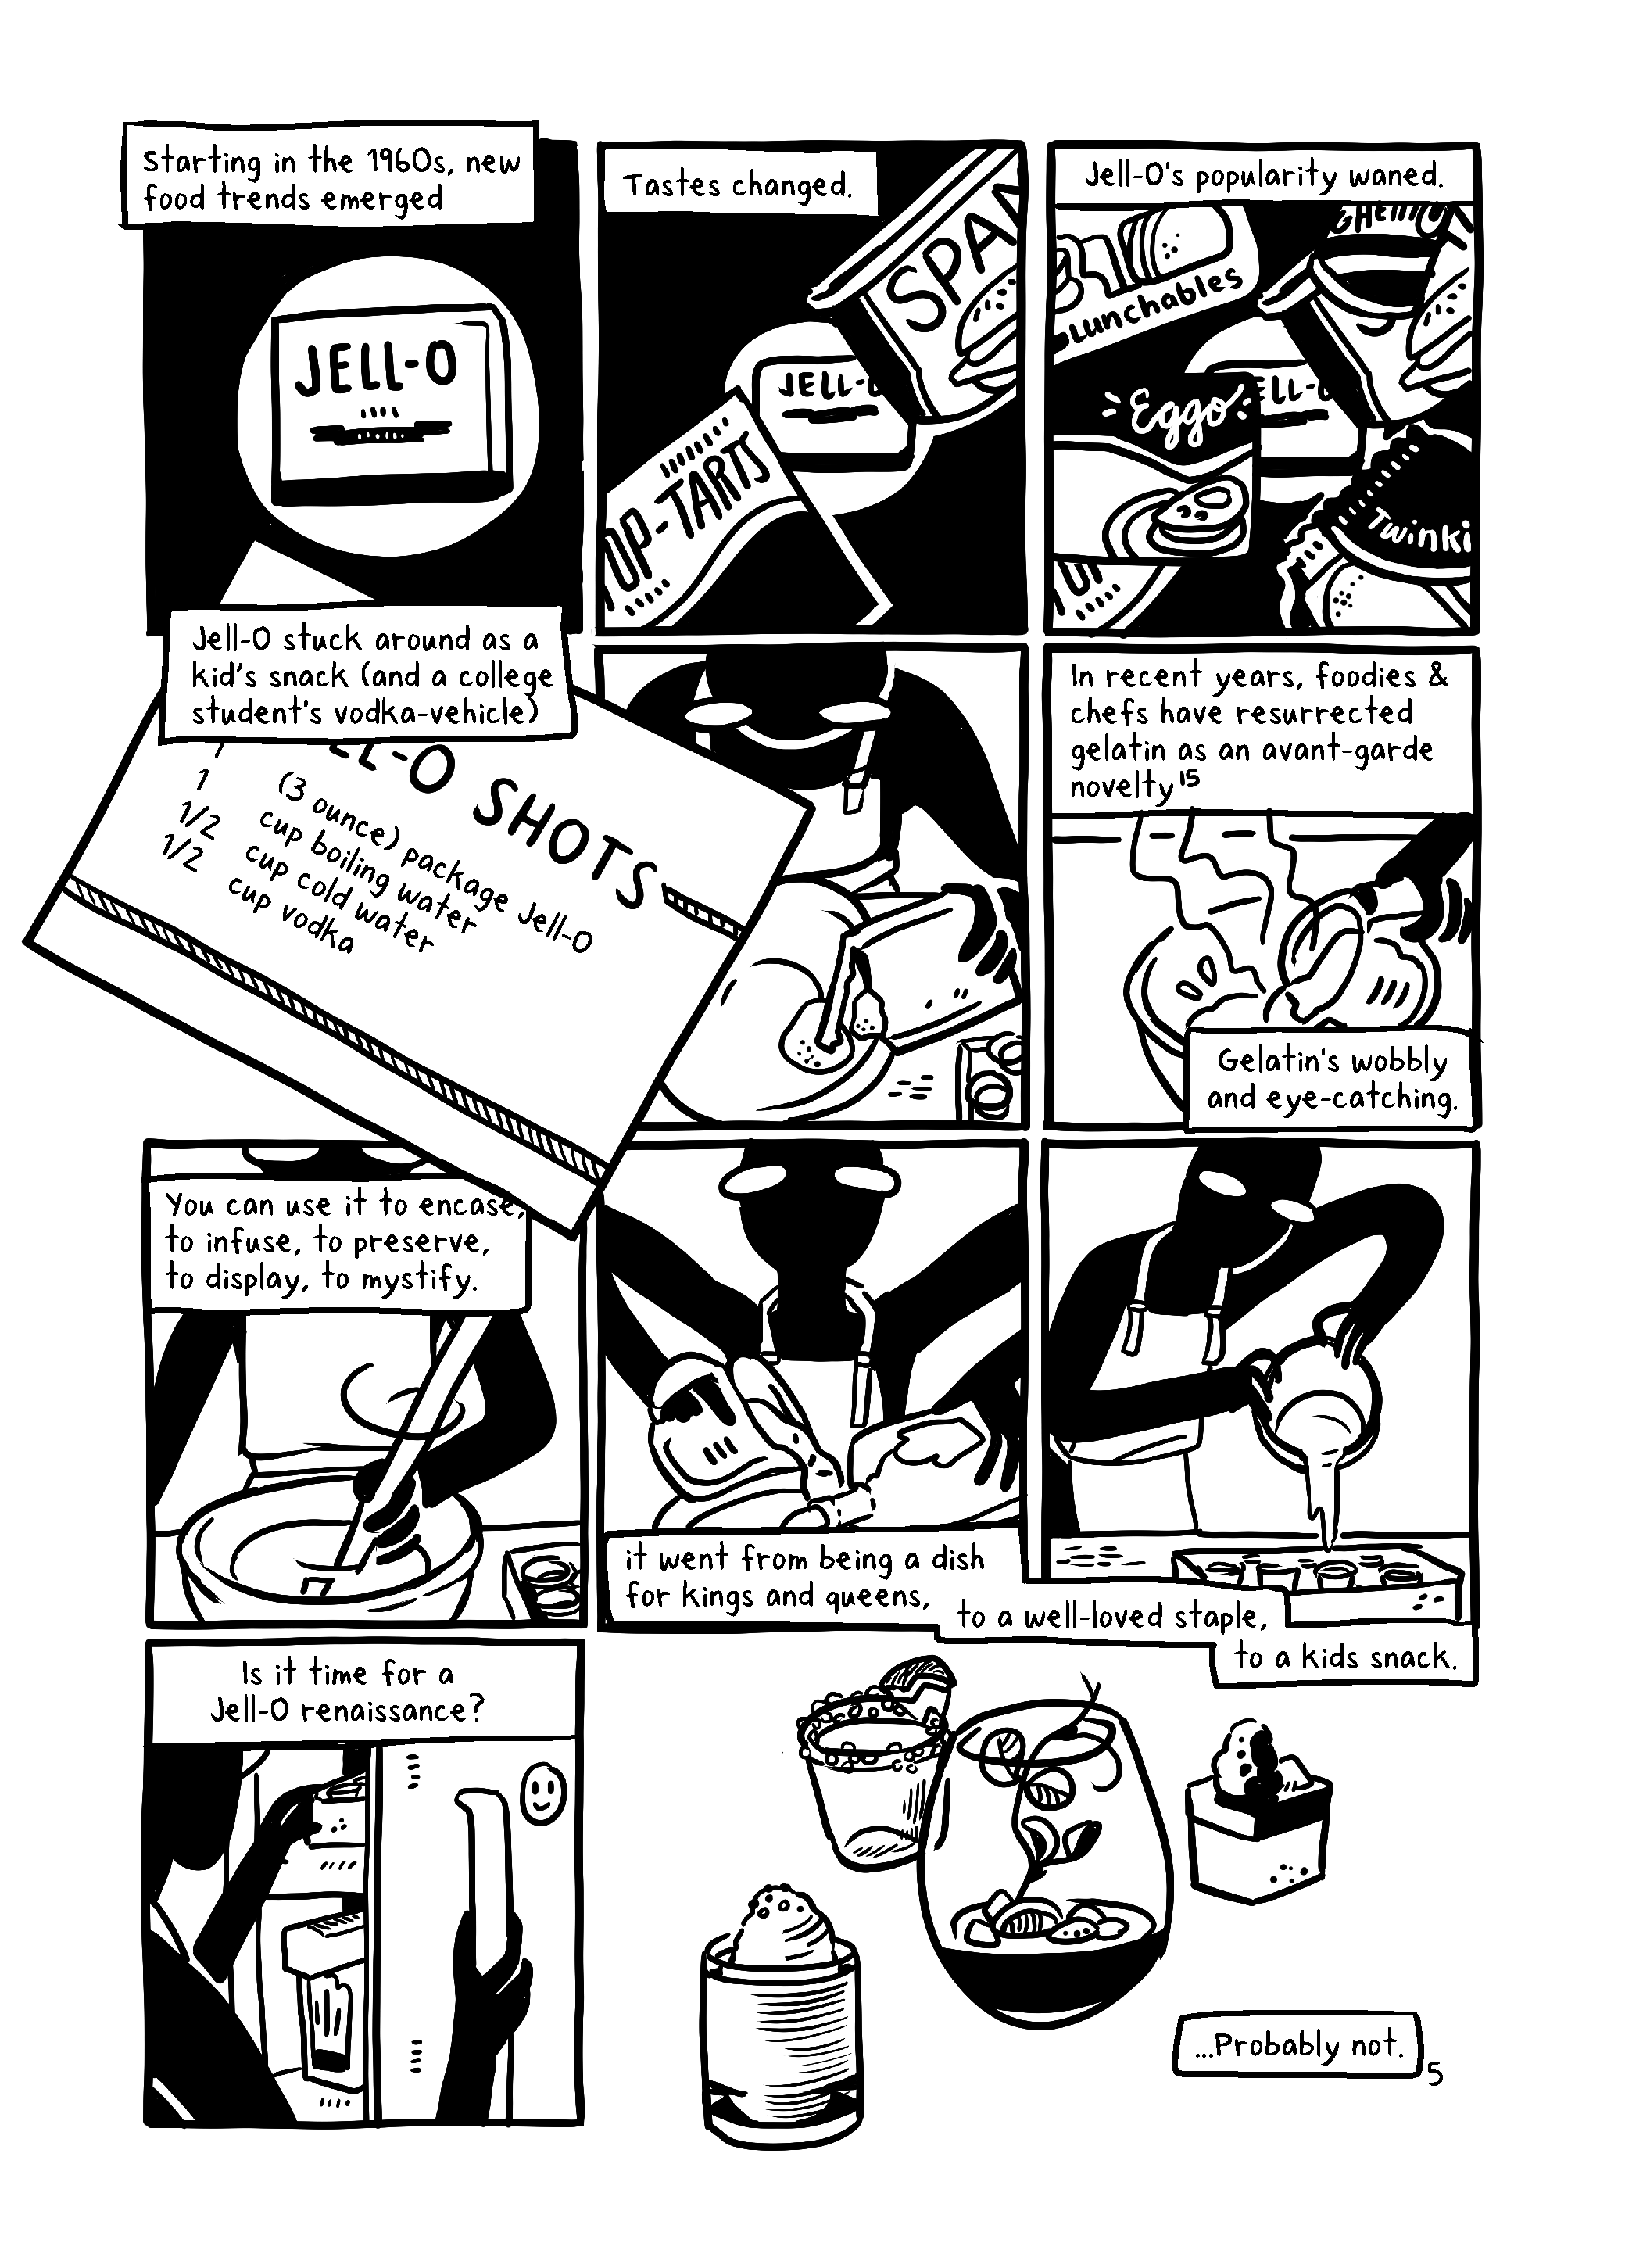 Starting in the 1960s, new
food trends emerged
JELL-O
Tastes changed.
SPA
JELL-O
OP-TARTS
Jell-O's popularity waned.
Lunchables
Eggo
ELL-O
Twinki
Jell-O stuck around as a
kid's snack (and a college
student's vodka-vehicle)
LL-O SHOTS
1 (3 ounce) package Jell-O
1 cup boiling water
1/2 cup cold water
1/2 cup vodka
In recent years, foodies &
chefs have resurrected
gelatin as an avant-garde
novelty 15
Gelatin's wobbly
and eye-catching.
You can use it to encase,
to infuse, to preserve,
to display, to mystify.
it went from being a dish
for kings and queens,
to a well-loved staple,
to a kids snack.
Is it time for a
Jell-O renaissance?
...Probably not.
5